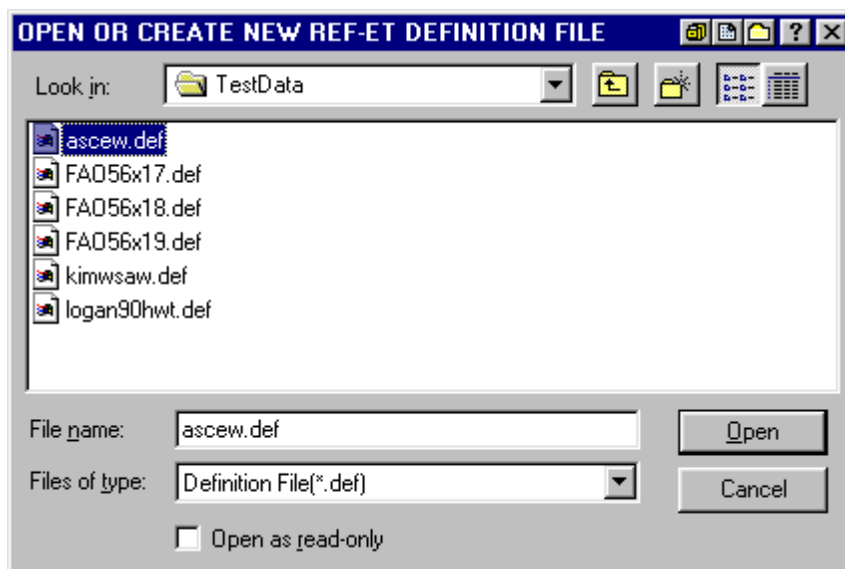 OPEN OR CREATE NEW REF-ET DEFINITION FILE
Look in: TestData
ascew.def
FAO56x17.def
FAO56x18.def
FAO56x19.def
kimwsaw.def
logan90hwt.def
File name: ascew.def Open
Files of type: Definition File(*.def) Cancel
Open as read-only